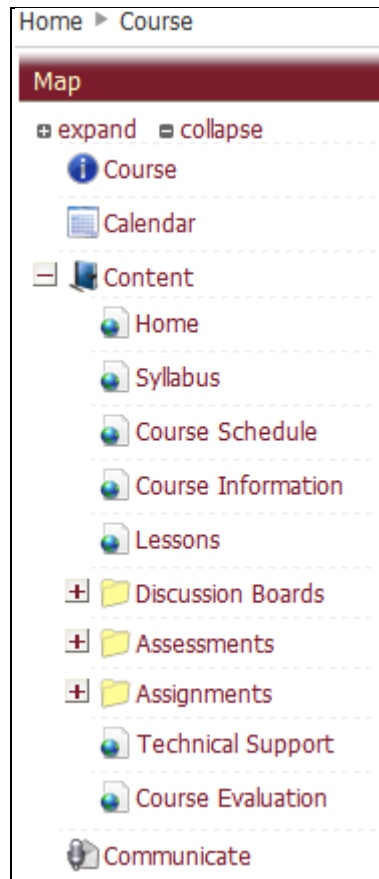 Home Course
Map
expand collapse
Course
Calendar
Content
Home
Syllabus
Course Schedule
Course Information
Lessons
Discussion Boards
Assessments
Assignments
Technical Support
Course Evaluation
Communicate